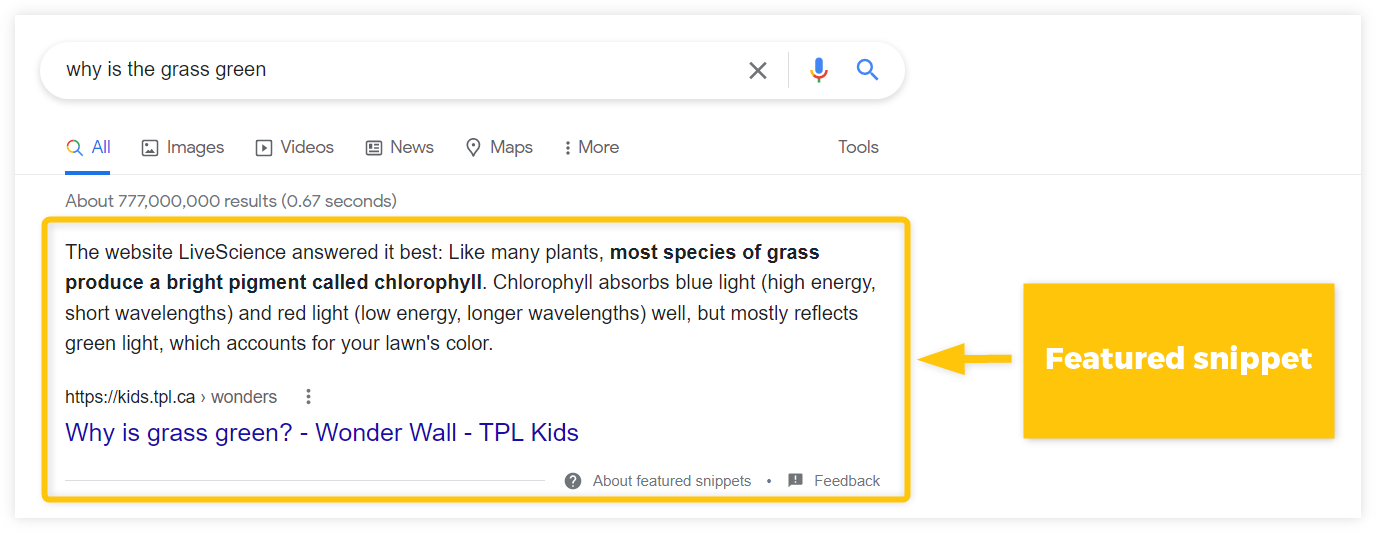 why is the grass green
All Images Videos News Maps More Tools
About 777,000,000 results (0.67 seconds)
The website LiveScience answered it best: Like many plants, most species of grass
produce a bright pigment called chlorophyll. Chlorophyll absorbs blue light (high energy,
short wavelengths) and red light (low energy, longer wavelengths) well, but mostly reflects
green light, which accounts for your lawn's color.
Featured snippet
https://kids.tpl.ca › wonders
Why is grass green? - Wonder Wall - TPL Kids
About featured snippets • Feedback